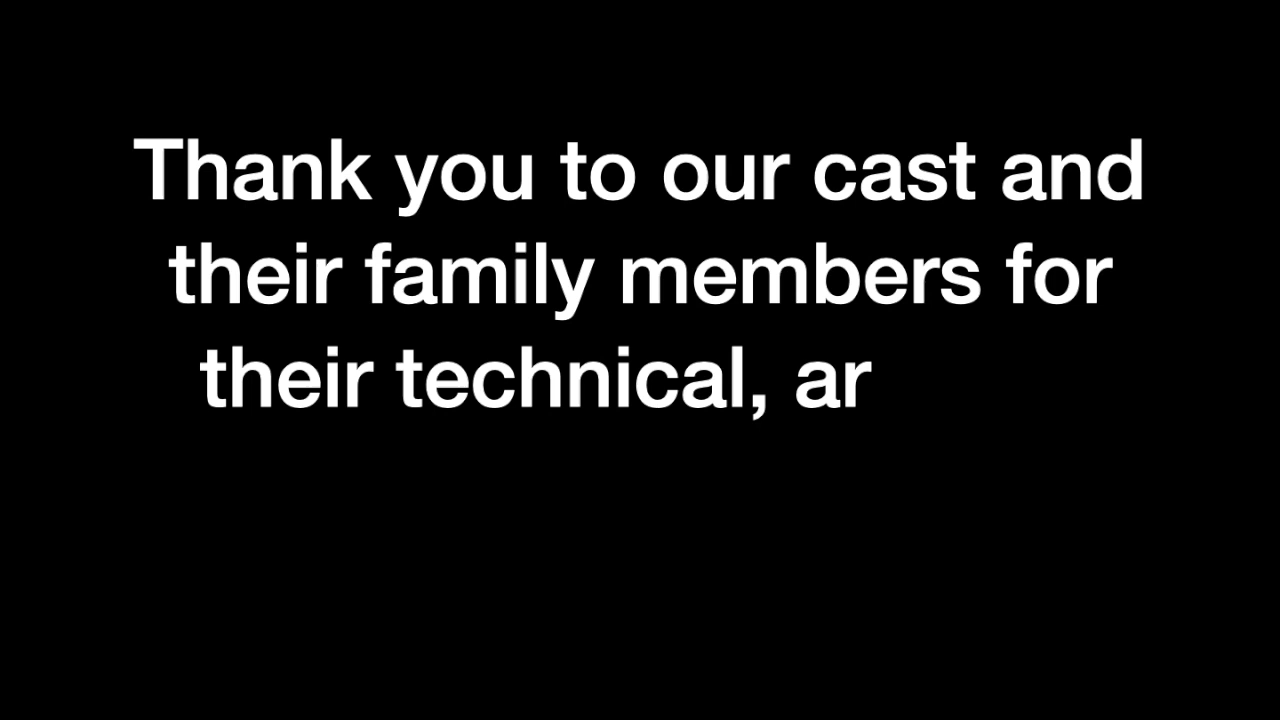 Thank you to our cast and
their family members for
their technical, ar